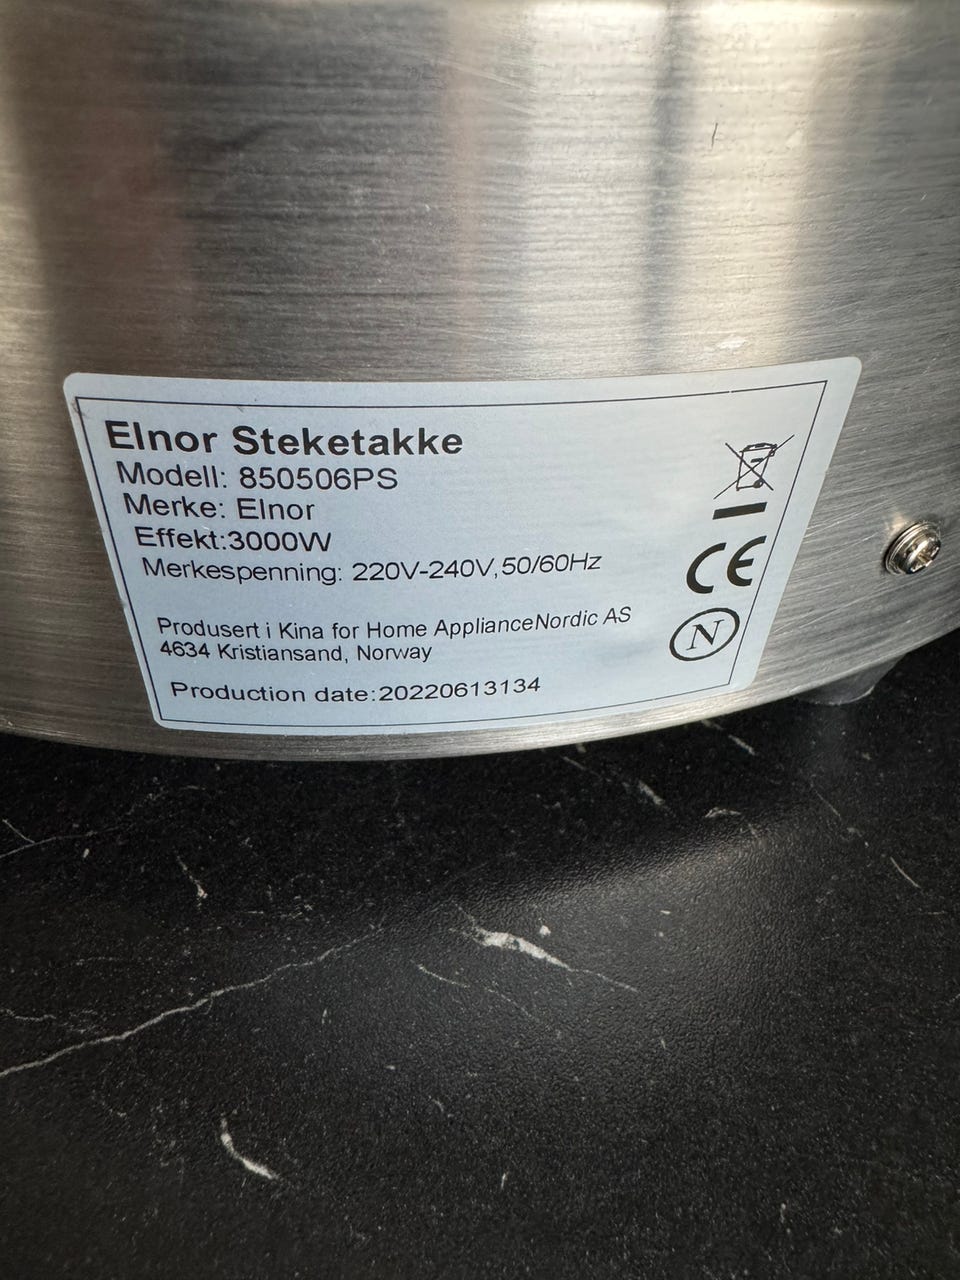 Elnor Steketakke
Modell: 850506PS
Merke: Elnor
Effekt:3000W
Merkespenning: 220V-240V,50/60Hz
CE
Produsert i Kina for Home ApplianceNordic AS
4634 Kristiansand, Norway
N
Production date:20220613134